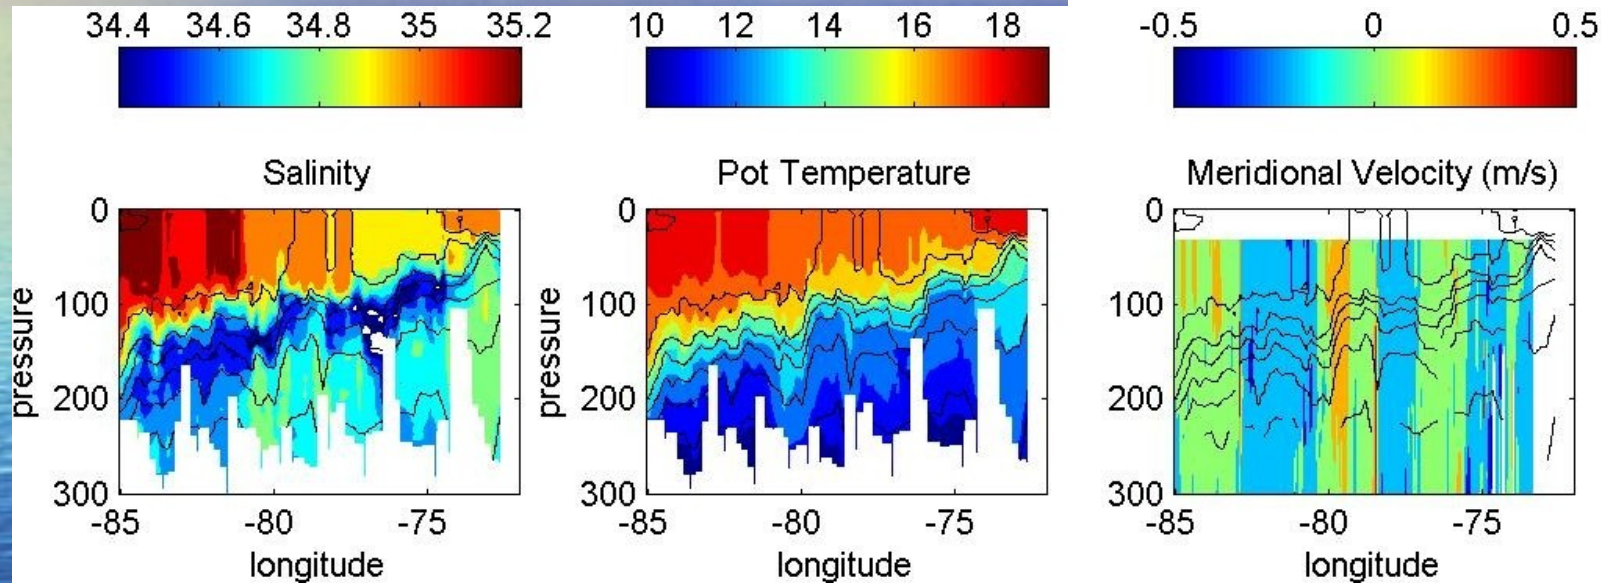 34.4 34.6 34.8 35 35.2
10 12 14 16 18
-0.5 0 0.5
Salinity
Pot Temperature
Meridional Velocity (m/s)
pressure
0
100
200
300
-85 -80 -75
longitude
pressure
0
100
200
300
-85 -80 -75
longitude
0
100
200
300
-85 -80 -75
longitude